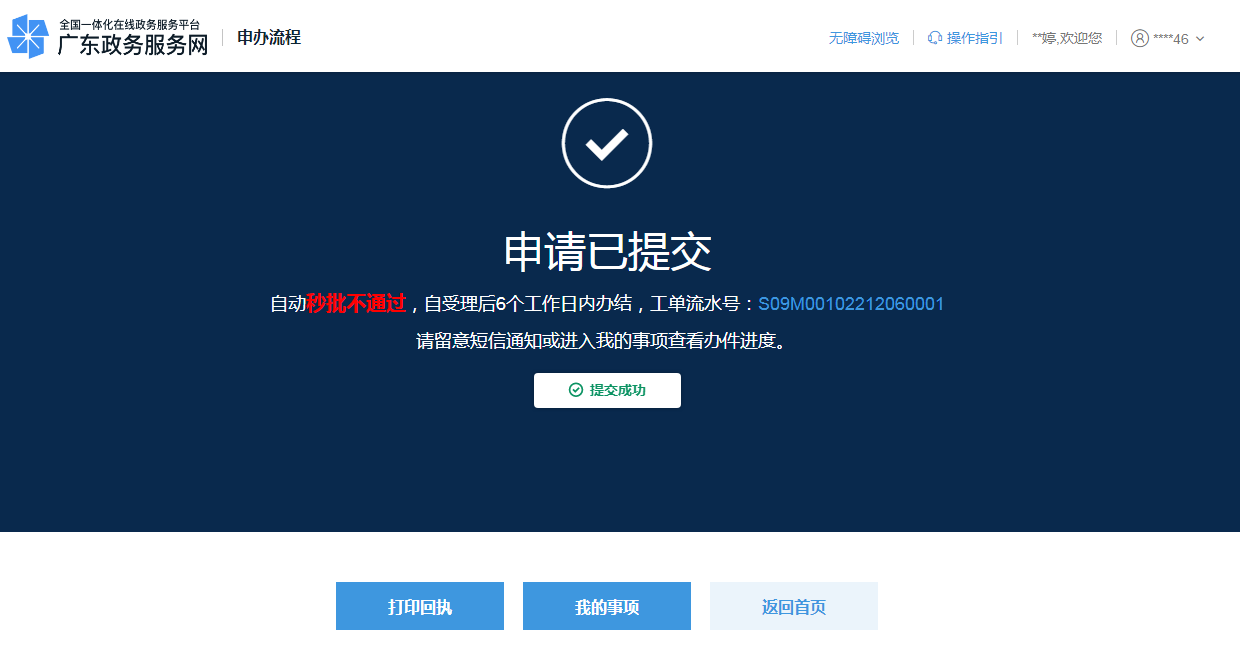 全国一体化在线政务服务平台
广东政务服务网
申办流程
无障碍浏览
操作指引
**婷,欢迎您
****46
申请已提交
自动秒批不通过，自受理后6个工作日内办结，工单流水号：S09M00102212060001
请留意短信通知或进入我的事项查看办件进度。
提交成功
打印回执
我的事项
返回首页